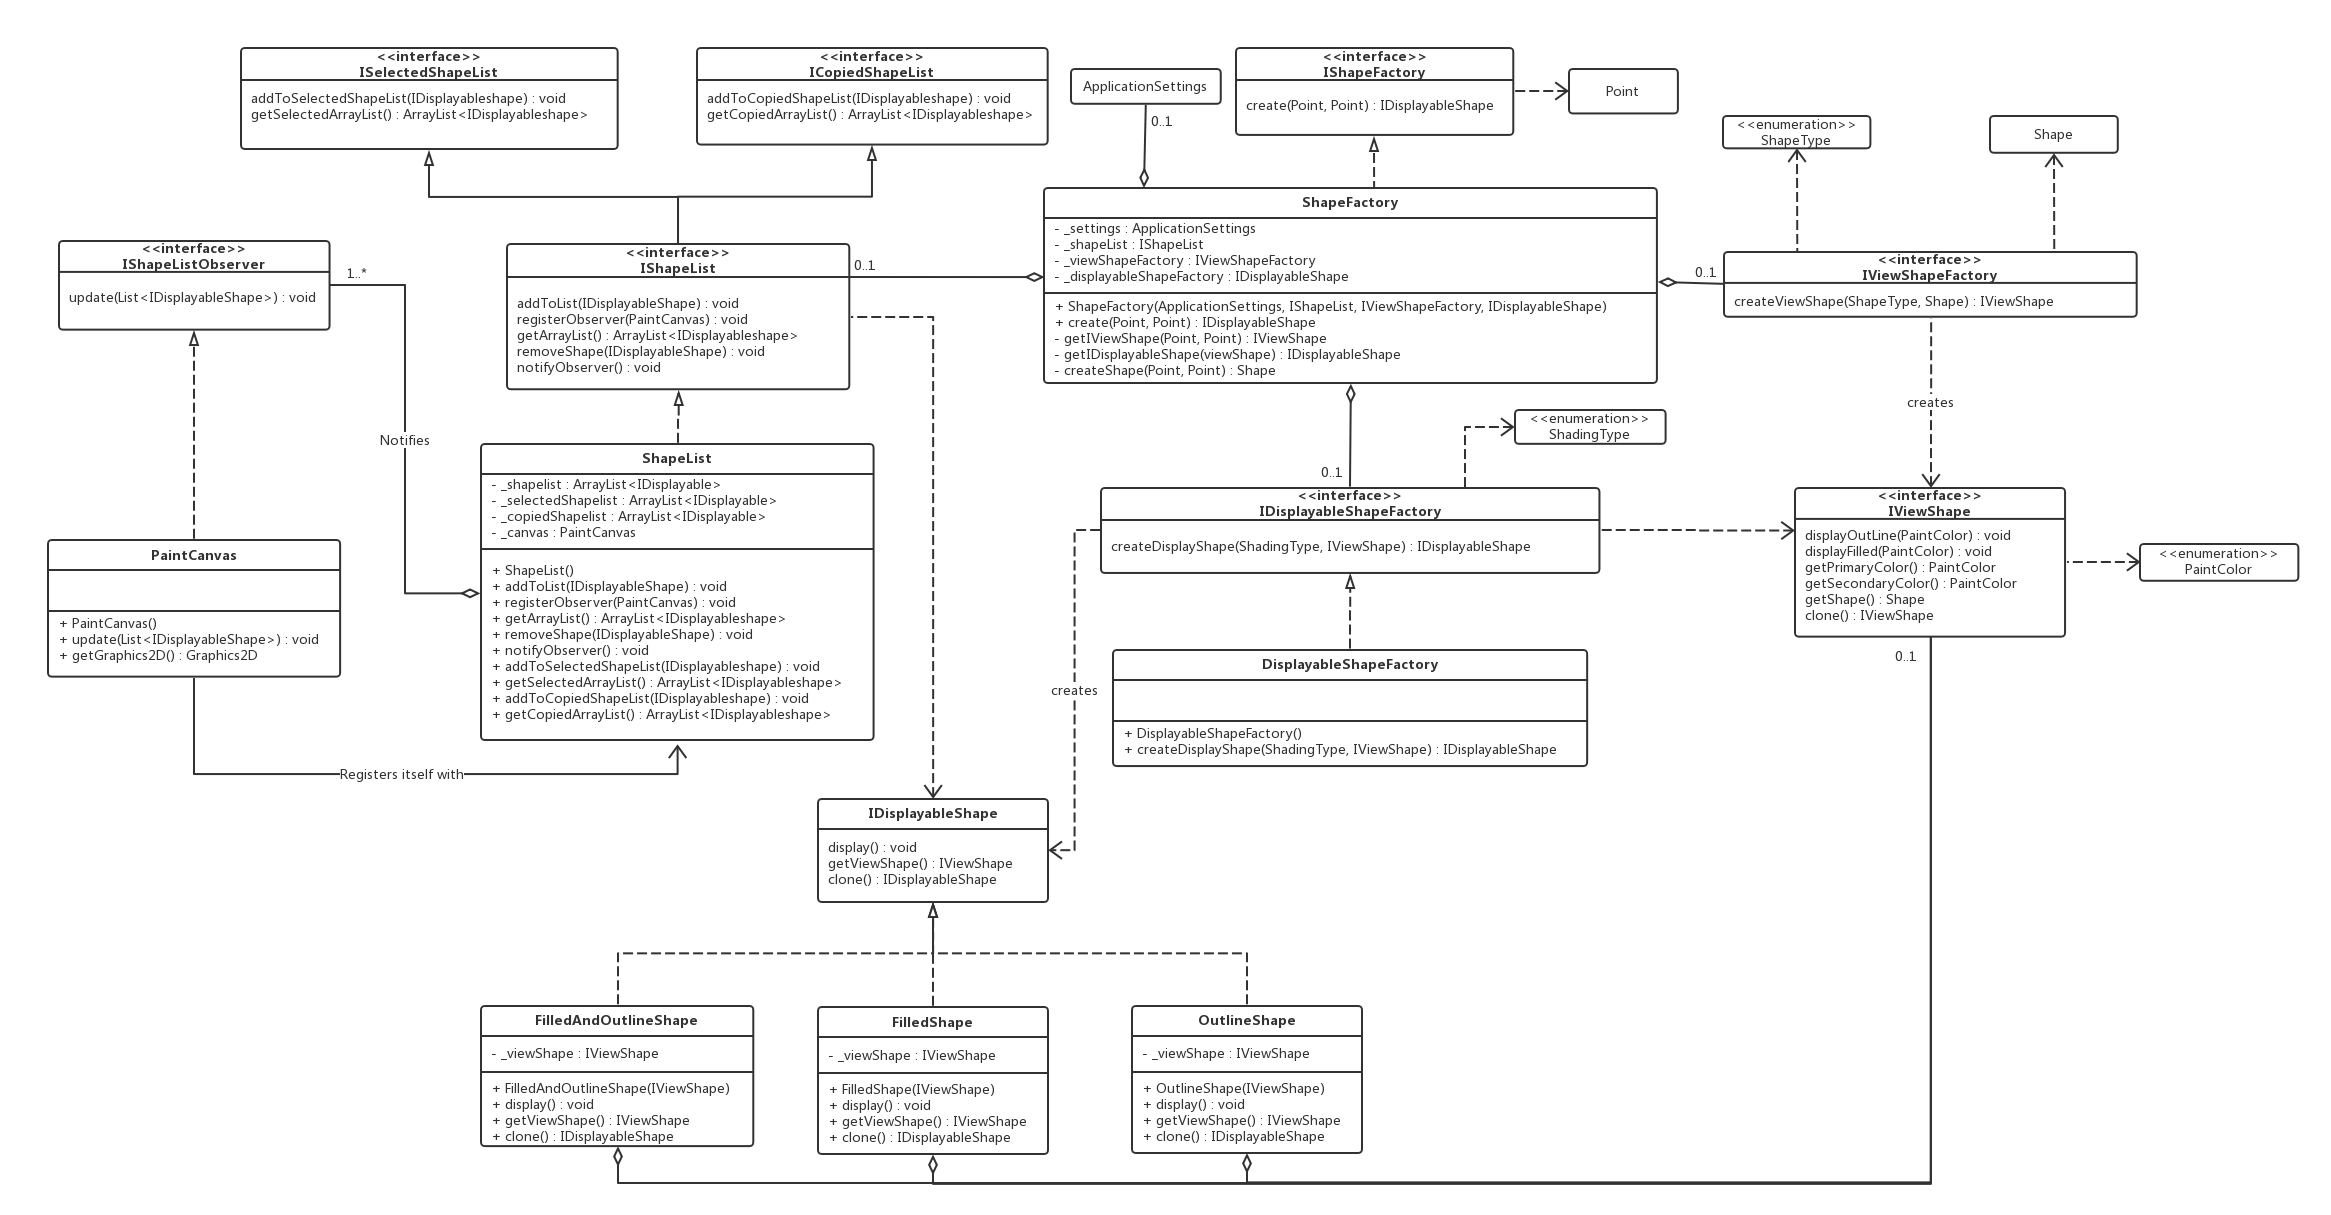 <<interface>>
ISelectedShapeList
addToSelectedShapeList(IDisplayableshape) : void
getSelectedArrayList() : ArrayList<IDisplayableshape>
<<interface>>
ICopiedShapeList
addToCopiedShapeList(IDisplayableshape) : void
getCopiedArrayList() : ArrayList<IDisplayableshape>
ApplicationSettings
0..1
<<interface>>
IShapeFactory
create(Point, Point) : IDisplayableShape
Point
<<enumeration>>
ShapeType
Shape
<<interface>>
IShapeListObserver
update(List<IDisplayableShape>) : void
1..*
<<interface>>
IShapeList
addToList(IDisplayableShape) : void
registerObserver(PaintCanvas) : void
getArrayList() : ArrayList<IDisplayableshape>
removeShape(IDisplayableShape) : void
notifyObserver() : void
0..1
ShapeFactory
- _settings : ApplicationSettings
- _shapeList : IShapeList
- _viewShapeFactory : IViewShapeFactory
- _displayableShapeFactory : IDisplayableShape
+ ShapeFactory(ApplicationSettings, IShapeList, IViewShapeFactory, IDisplayableShape)
+ create(Point, Point) : IDisplayableShape
- getIViewShape(Point, Point) : IViewShape
- getIDisplayableShape(viewShape) : IDisplayableShape
- createShape(Point, Point) : Shape
0..1
<<interface>>
IViewShapeFactory
createViewShape(ShapeType, Shape) : IViewShape
creates
Notifies
<<enumeration>>
ShadingType
0..1
ShapeList
- _shapelist : ArrayList<IDisplayable>
- _selectedShapelist : ArrayList<IDisplayable>
- _copiedShapelist : ArrayList<IDisplayable>
- _canvas : PaintCanvas
+ ShapeList()
+ addToList(IDisplayableShape) : void
+ registerObserver(PaintCanvas) : void
+ getArrayList() : ArrayList<IDisplayableshape>
+ removeShape(IDisplayableShape) : void
+ notifyObserver() : void
+ addToSelectedShapeList(IDisplayableshape) : void
+ getSelectedArrayList() : ArrayList<IDisplayableshape>
+ addToCopiedShapeList(IDisplayableshape) : void
+ getCopiedArrayList() : ArrayList<IDisplayableshape>
<<interface>>
IDisplayableShapeFactory
createDisplayShape(ShadingType, IViewShape) : IDisplayableShape
<<interface>>
IViewShape
displayOutLine(PaintColor) : void
displayFilled(PaintColor) : void
getPrimaryColor() : PaintColor
getSecondaryColor() : PaintColor
getShape() : Shape
clone() : IViewShape
<<enumeration>>
PaintColor
0..1
PaintCanvas
+ PaintCanvas()
+ update(List<IDisplayableShape>) : void
+ getGraphics2D() : Graphics2D
Registers itself with
creates
DisplayableShapeFactory
+ DisplayableShapeFactory()
+ createDisplayShape(ShadingType, IViewShape) : IDisplayableShape
IDisplayableShape
display() : void
getViewShape() : IViewShape
clone() : IDisplayableShape
FilledAndOutlineShape
- _viewShape : IViewShape
+ FilledAndOutlineShape(IViewShape)
+ display() : void
+ getViewShape() : IViewShape
+ clone() : IDisplayableShape
FilledShape
- _viewShape : IViewShape
+ FilledShape(IViewShape)
+ display() : void
+ getViewShape() : IViewShape
+ clone() : IDisplayableShape
OutlineShape
- _viewShape : IViewShape
+ OutlineShape(IViewShape)
+ display() : void
+ getViewShape() : IViewShape
+ clone() : IDisplayableShape